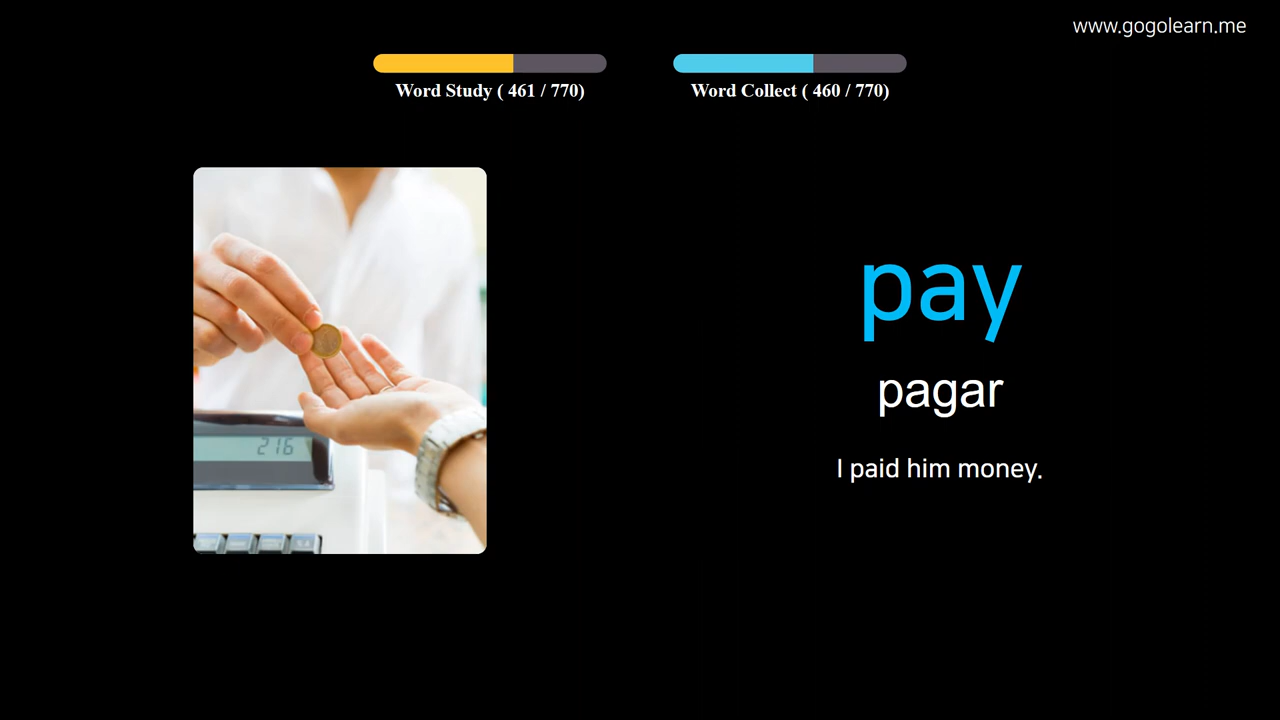 www.gogolearn.me
Word Study ( 461 / 770)
Word Collect ( 460 / 770)
216
pay
pagar
I paid him money.